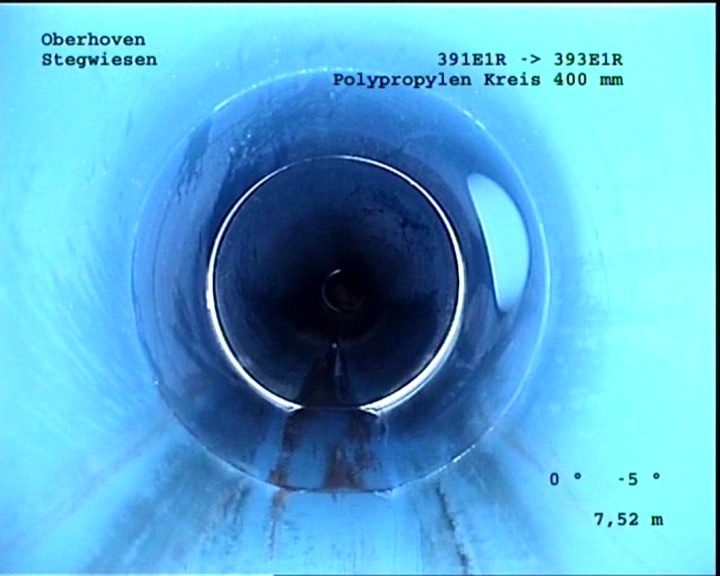 Oberhoven
Stegwiesen
391E1R -> 393E1R
Polypropylen Kreis 400 mm
0 ° -5 °
7,52 m